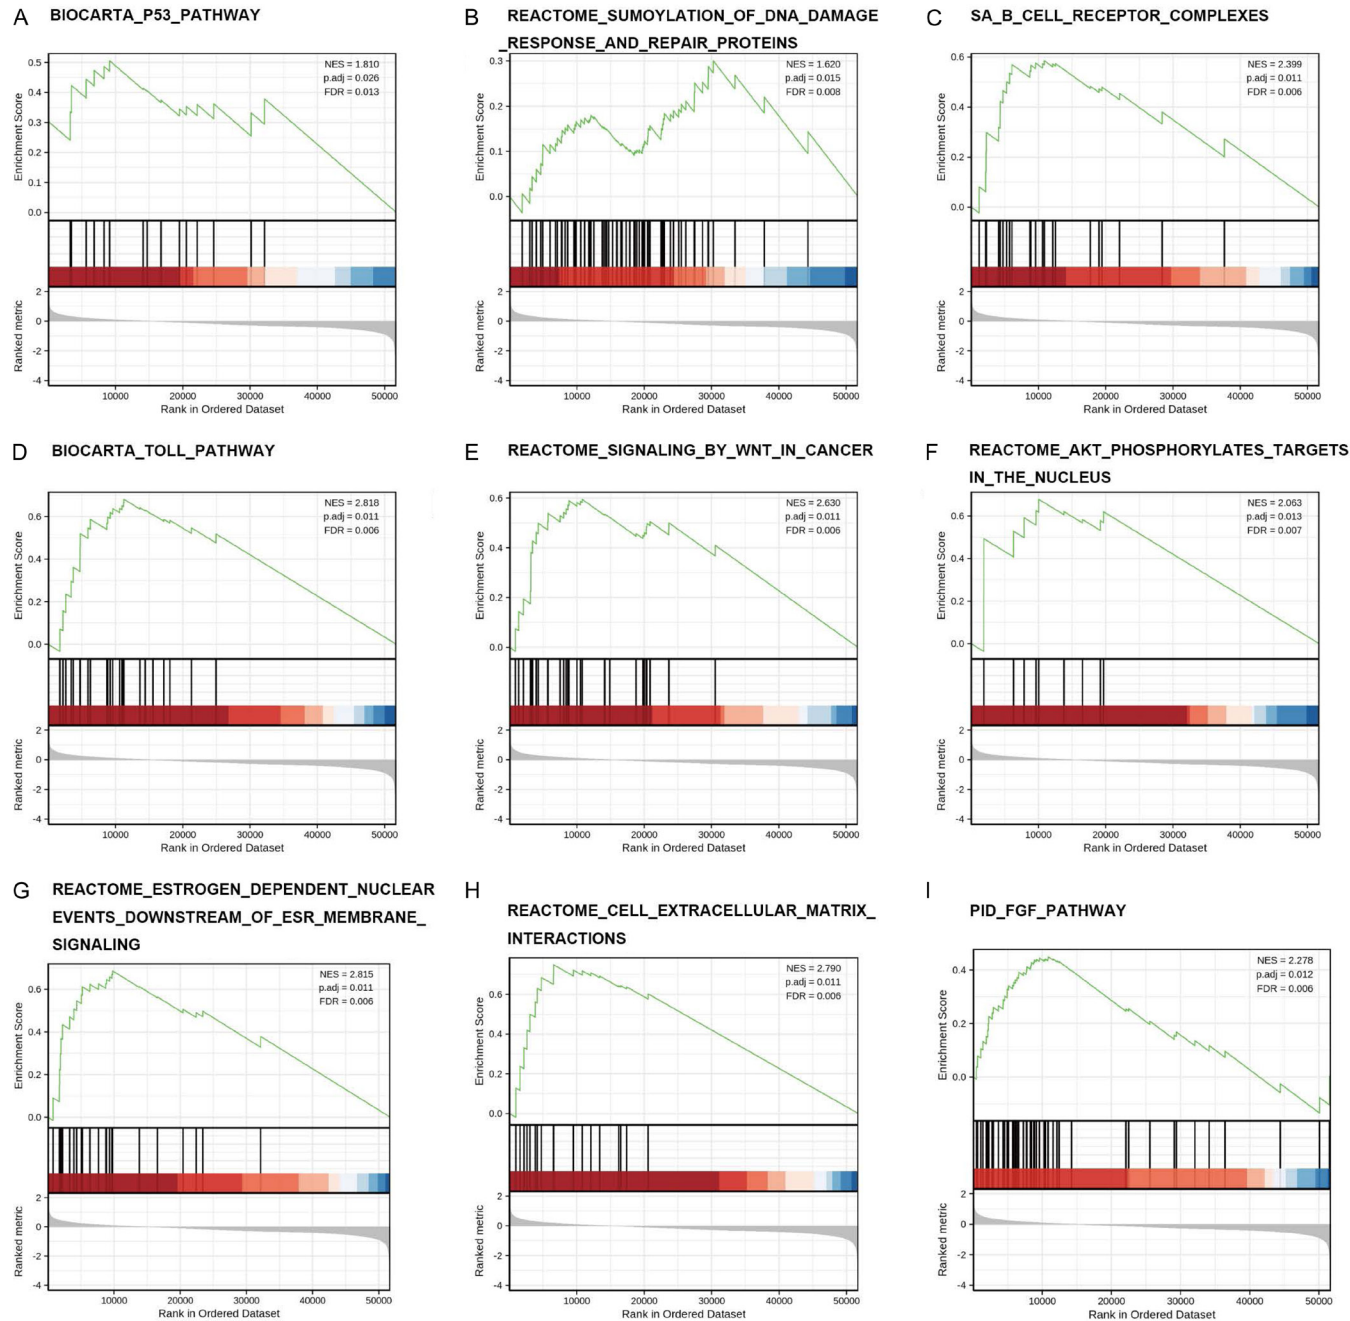 A BIOCARTA_P53_PATHWAY
NES = 1.810
p.adj = 0.026
FDR = 0.013
Enrichment Score
0.5
0.4
0.3
0.2
0.1
0.0
Ranked metric
2
0
-2
-4
10000 20000 30000 40000 50000
Rank in Ordered Dataset
B REACTOME_SUMOYLATION_OF_DNA_DAMAGE
_RESPONSE_AND_REPAIR_PROTEINS
NES = 1.620
p.adj = 0.015
FDR = 0.008
Enrichment Score
0.3
0.2
0.1
0.0
Ranked metric
2
0
-2
-4
10000 20000 30000 40000 50000
Rank in Ordered Dataset
C SA_B_CELL_RECEPTOR_COMPLEXES
NES = 2.399
p.adj = 0.011
FDR = 0.006
Enrichment Score
0.6
0.4
0.2
0.0
Ranked metric
2
0
-2
-4
10000 20000 30000 40000 50000
Rank in Ordered Dataset
D BIOCARTA_TOLL_PATHWAY
NES = 2.818
p.adj = 0.011
FDR = 0.006
Enrichment Score
0.6
0.4
0.2
0.0
Ranked metric
2
0
-2
-4
10000 20000 30000 40000 50000
Rank in Ordered Dataset
E REACTOME_SIGNALING_BY_WNT_IN_CANCER
NES = 2.630
p.adj = 0.011
FDR = 0.006
Enrichment Score
0.6
0.4
0.2
0.0
Ranked metric
2
0
-2
-4
10000 20000 30000 40000 50000
Rank in Ordered Dataset
F REACTOME_AKT_PHOSPHORYLATES_TARGETS
IN_THE_NUCLEUS
NES = 2.063
p.adj = 0.013
FDR = 0.007
Enrichment Score
0.6
0.4
0.2
0.0
Ranked metric
2
0
-2
-4
10000 20000 30000 40000 50000
Rank in Ordered Dataset
G REACTOME_ESTROGEN_DEPENDENT_NUCLEAR
EVENTS_DOWNSTREAM_OF_ESR_MEMBRANE_
SIGNALING
NES = 2.815
p.adj = 0.011
FDR = 0.006
Enrichment Score
0.6
0.4
0.2
0.0
Ranked metric
2
0
-2
-4
10000 20000 30000 40000 50000
Rank in Ordered Dataset
H REACTOME_CELL_EXTRACELLULAR_MATRIX_
INTERACTIONS
NES = 2.790
p.adj = 0.011
FDR = 0.006
Enrichment Score
0.6
0.4
0.2
0.0
Ranked metric
2
0
-2
-4
10000 20000 30000 40000 50000
Rank in Ordered Dataset
I PID_FGF_PATHWAY
NES = 2.278
p.adj = 0.012
FDR = 0.006
Enrichment Score
0.4
0.2
0.0
Ranked metric
2
0
-2
-4
10000 20000 30000 40000 50000
Rank in Ordered Dataset